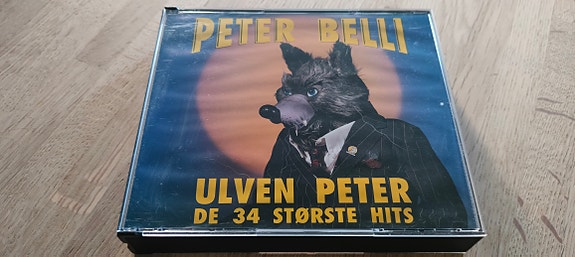 PETER BELLI
ULVEN PETER
DE 34 STØRSTE HITS